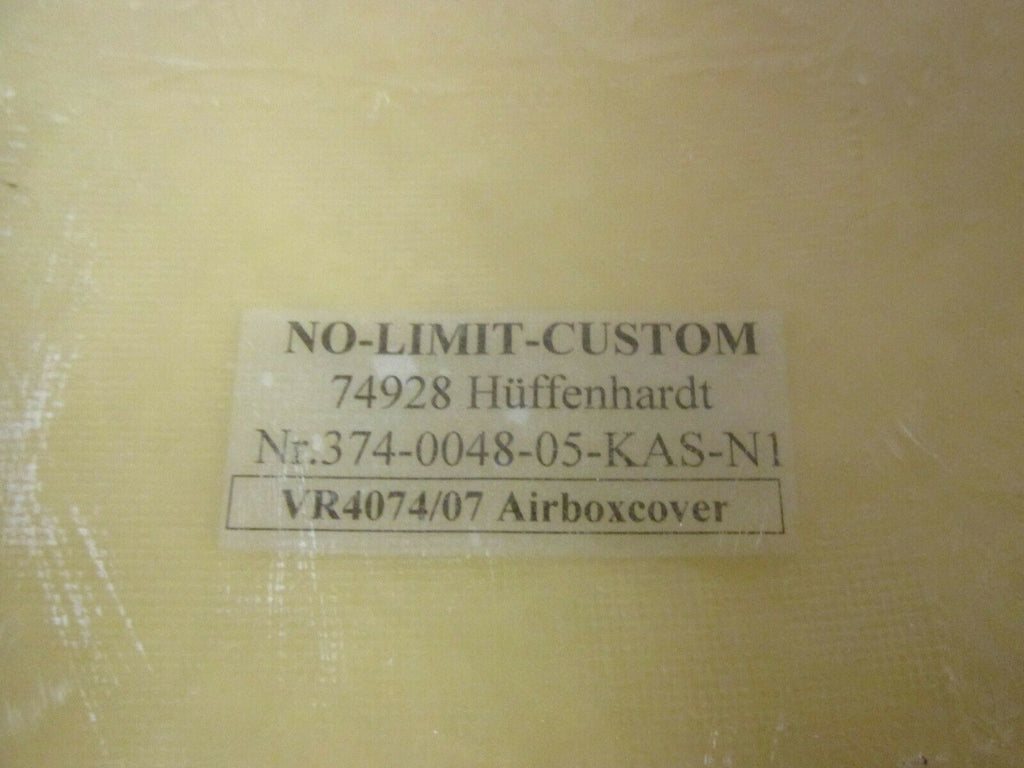 NO-LIMIT-CUSTOM
74928 Hüffenhardt
Nr.374-0048-05-KAS-N1
VR4074/07 Airboxcover